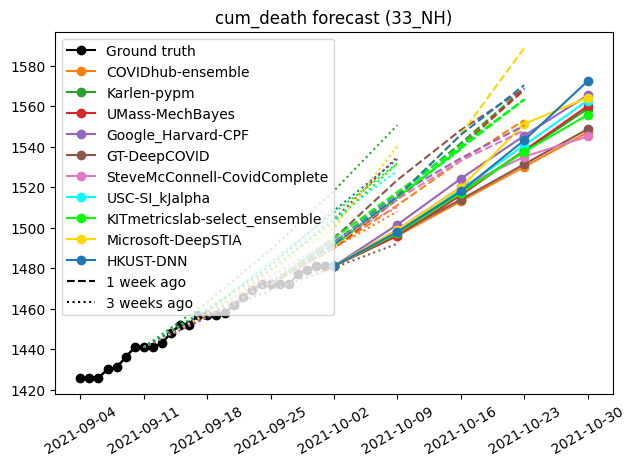 cum_death forecast (33_NH)
1580
1560
1540
1520
1500
1480
1460
1440
1420
Ground truth
COVIDhub-ensemble
Karlen-pypm
UMass-MechBayes
Google_Harvard-CPF
GT-DeepCOVID
SteveMcConnell-CovidComplete
USC-SI_kJalpha
KITmetricslab-select_ensemble
Microsoft-DeepSTIA
HKUST-DNN
1 week ago
3 weeks ago
2021-09-04
2021-09-11
2021-09-18
2021-09-25
2021-10-02
2021-10-09
2021-10-16
2021-10-23
2021-10-30